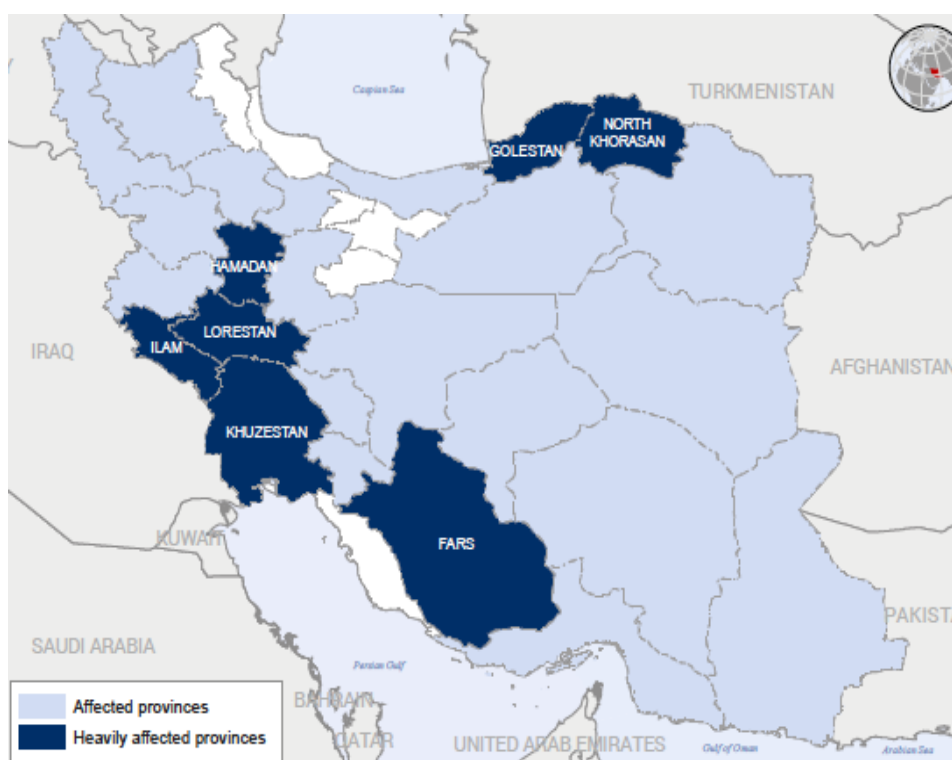 Caspian Sea
TURKMENISTAN
NORTH
KHORASAN
GOLESTAN
HAMADAN
LORESTAN
ILAM
IRAQ
AFGHANISTAN
KHUZESTAN
KUWAIT
FARS
PAKISTA
SAUDI ARABIA
Persian Gulf
BAHRAIN
QATAR
UNITED ARAB EMIRATES
Gulf of Oman
Arabian Sea
Affected provinces
Heavily affected provinces